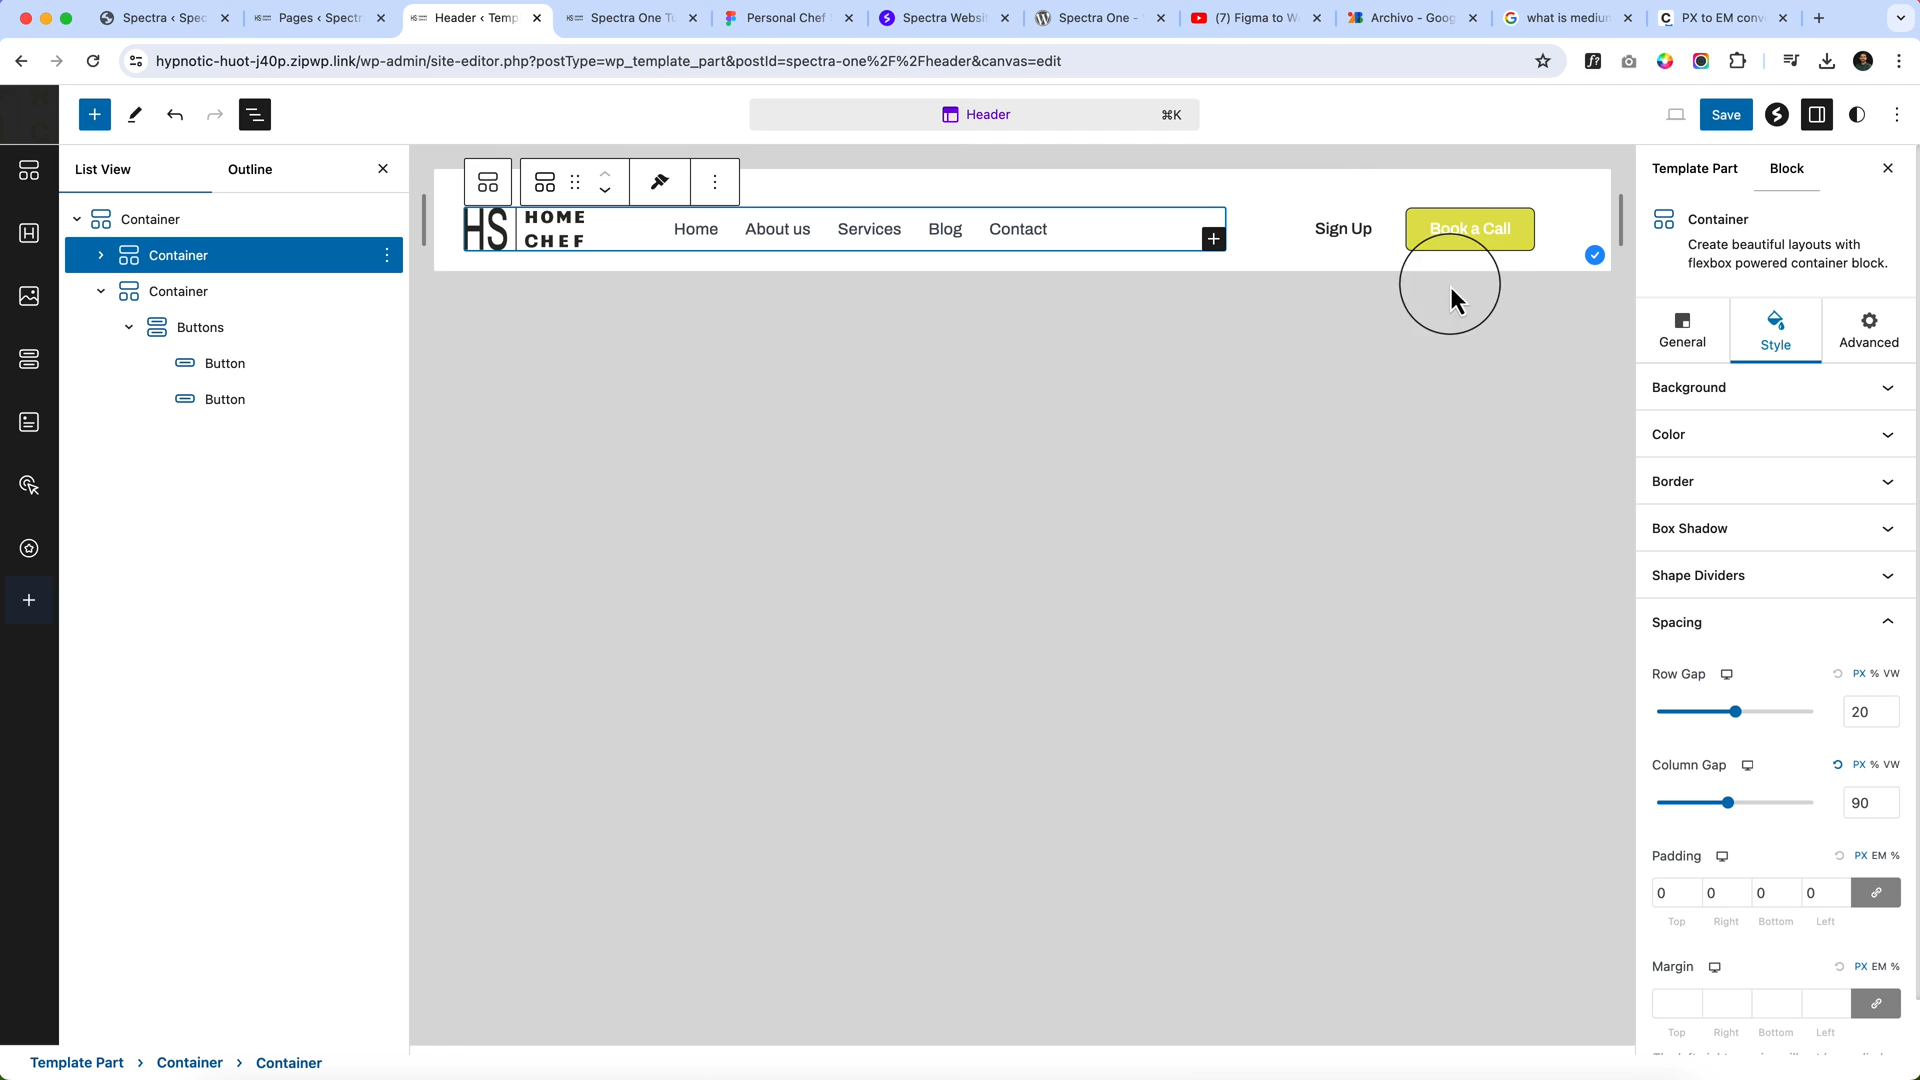 Spectra ‹ Spec
Pages ‹ Spectr
Header ‹ Temp
Spectra One Tu
Personal Chef
Spectra Websit
Spectra One -
(7) Figma to W
Archivo - Goog
what is medium
PX to EM conv
hypnotic-huot-j40p.zipwp.link/wp-admin/site-editor.php?postType=wp_template_part&postId=spectra-one%2F%2Fheader&canvas=edit
Header
⌘K
Save
List View
Outline
Template Part
Block
Container
Container
Container
Buttons
Button
Button
HS HOME CHEF
Home
About us
Services
Blog
Contact
Sign Up
Book a Call
Container
Create beautiful layouts with
flexbox powered container block.
General
Style
Advanced
Background
Color
Border
Box Shadow
Shape Dividers
Spacing
Row Gap
PX % VW
20
Column Gap
PX % VW
90
Padding
PX EM %
0 0 0 0
Top Right Bottom Left
Margin
PX EM %
Top Right Bottom Left
Template Part › Container › Container